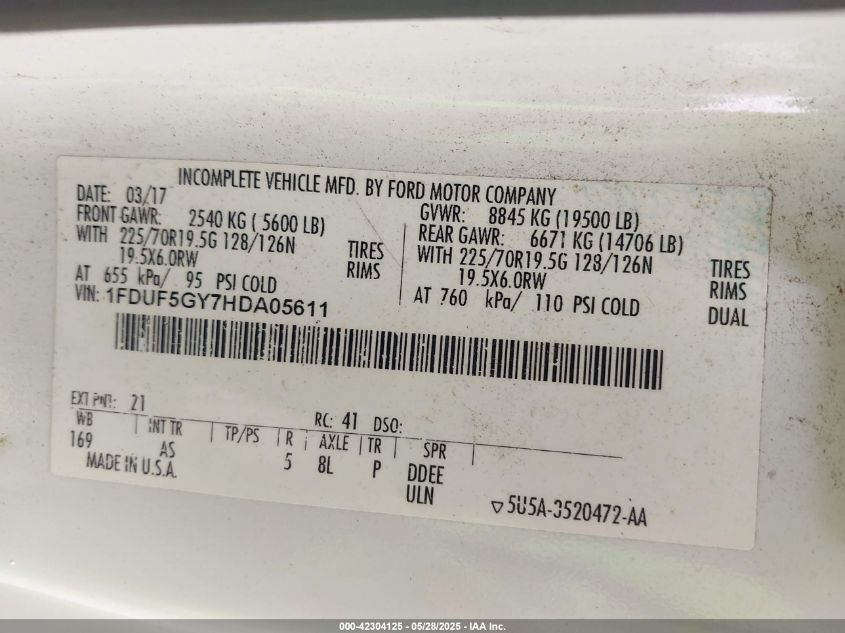 INCOMPLETE VEHICLE MFD. BY FORD MOTOR COMPANY
DATE: 03/17
FRONT GAWR: 2540 KG ( 5600 LB)
WITH 225/70R19.5G 128/126N TIRES
19.5X6.0RW RIMS
AT 655 kPa/ 95 PSI COLD
GVWR: 8845 KG (19500 LB)
REAR GAWR: 6671 KG (14706 LB)
WITH 225/70R19.5G 128/126N TIRES
19.5X6.0RW RIMS
AT 760 kPa/ 110 PSI COLD DUAL
VIN: 1FDUF5GY7HDA05611
EXT PNT: 21
RC: 41 DSO:
WB | INT TR | TP/PS | R | AXLE | TR | SPR |
169 AS 5 8L P DDEE
MADE IN U.S.A. ULN
▽5U5A-3520472-AA
000-42304125 - 05/28/2025 - IAA Inc.